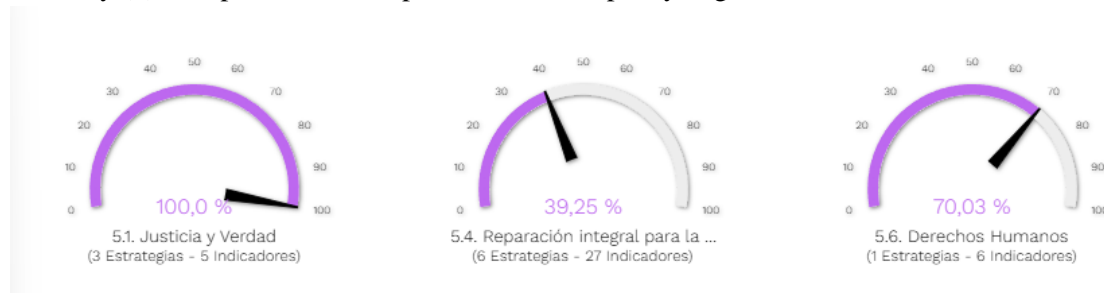 50 50 50
40 60 40 60 40 60
30 70 30 70 30 70
20 80 20 80 20 80
10 90 10 90 10 90
0 100,0 % 100 0 39,25 % 100 0 70,03 %
5.1. Justicia y Verdad 5.4. Reparación integral para la ... 5.6. Derechos Humanos
(3 Estrategias - 5 Indicadores) (6 Estrategias - 27 Indicadores) (1 Estrategias - 6 Indicadores)